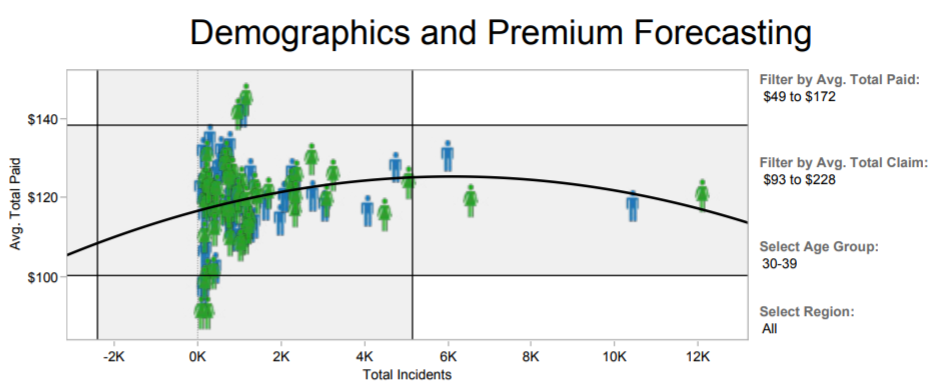 Demographics and Premium Forecasting
Filter by Avg. Total Paid:
$49 to $172
Filter by Avg. Total Claim:
$93 to $228
Select Age Group:
30-39
Select Region:
All
Avg. Total Paid
$140
$120
$100
-2K 0K 2K 4K 6K 8K 10K 12K
Total Incidents